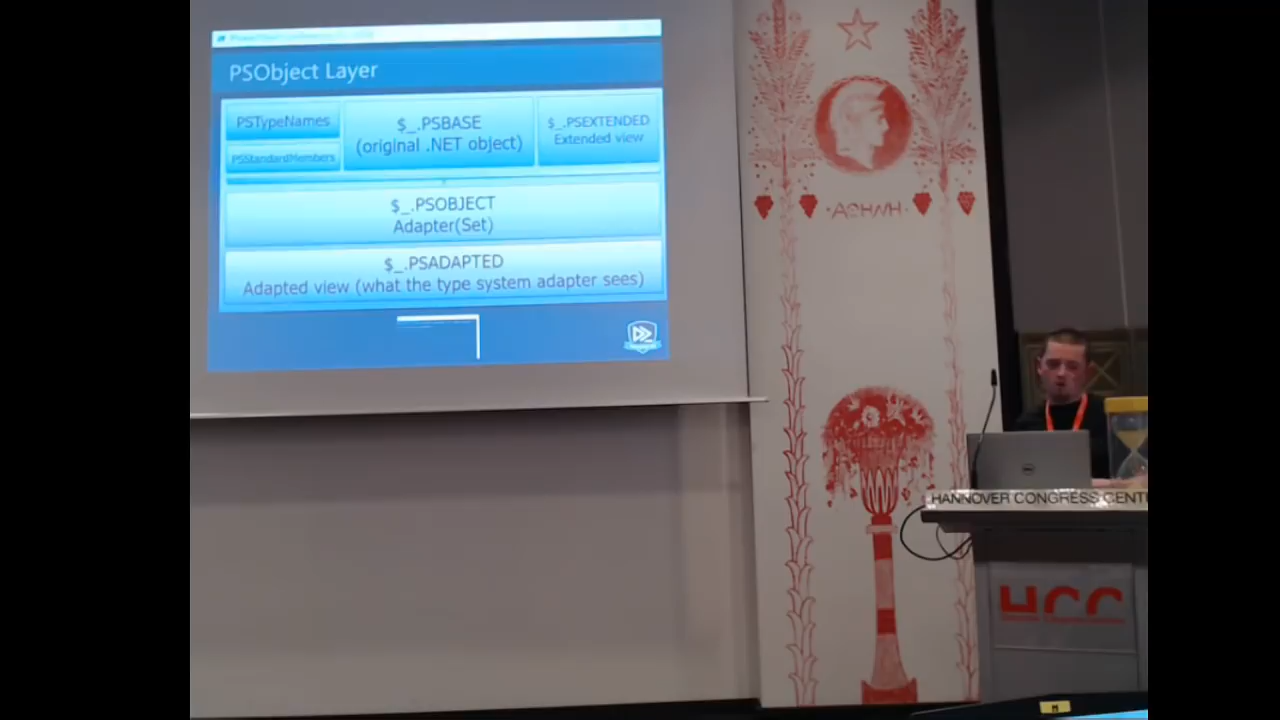 PSObject Layer
PSTypeNames
PSStandardMembers
$_.PSBASE
(original .NET object)
$_.PSEXTENDED
Extended view
$_.PSOBJECT
Adapter(Set)
$_.PSADAPTED
Adapted view (what the type system adapter sees)
HANNOVER CONGRESS CENT
HCC